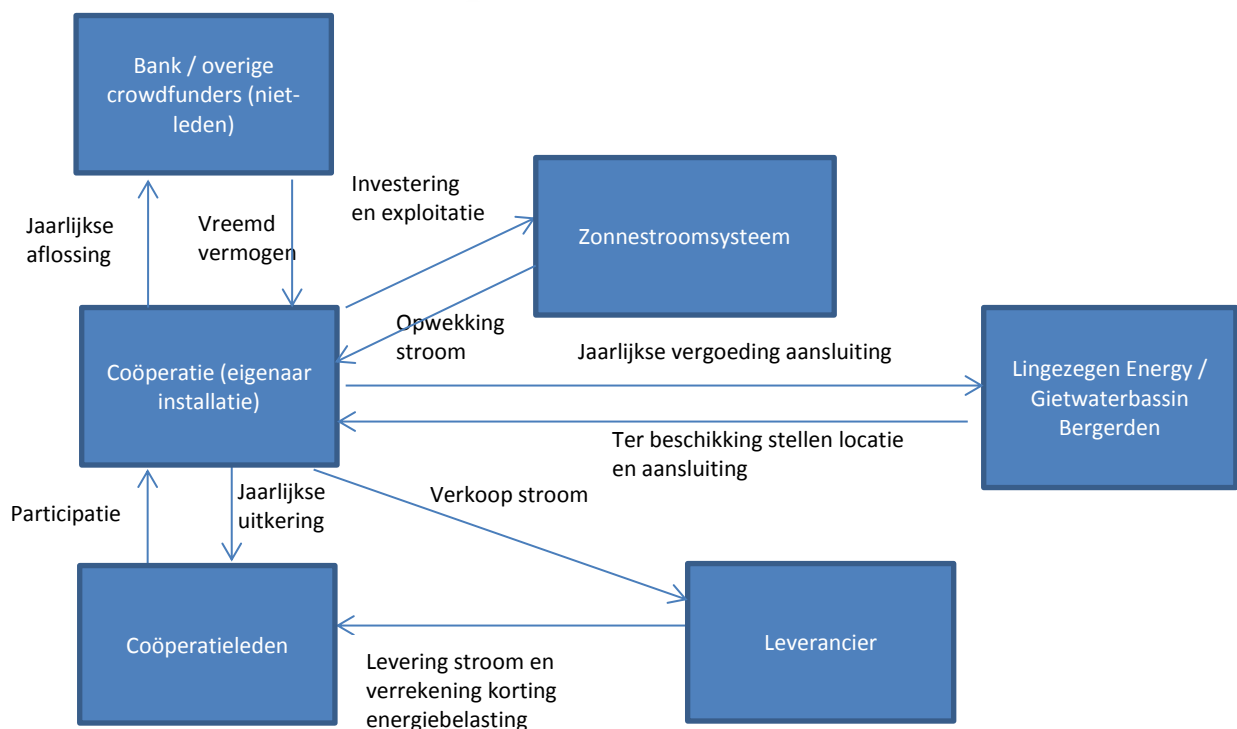 Bank / overige
crowdfunders (niet-
leden)
Investering
en exploitatie
Jaarlijkse
aflossing
Vreemd
vermogen
Zonnestroomsysteem
Opwekking
stroom
Jaarlijkse vergoeding aansluiting
Coöperatie (eigenaar
installatie)
Lingezegen Energy /
Gietwaterbassin
Bergerden
Ter beschikking stellen locatie
en aansluiting
Participatie
Jaarlijkse
uitkering
Verkoop stroom
Coöperatieleden
Leverancier
Levering stroom en
verrekening korting
energiebelasting